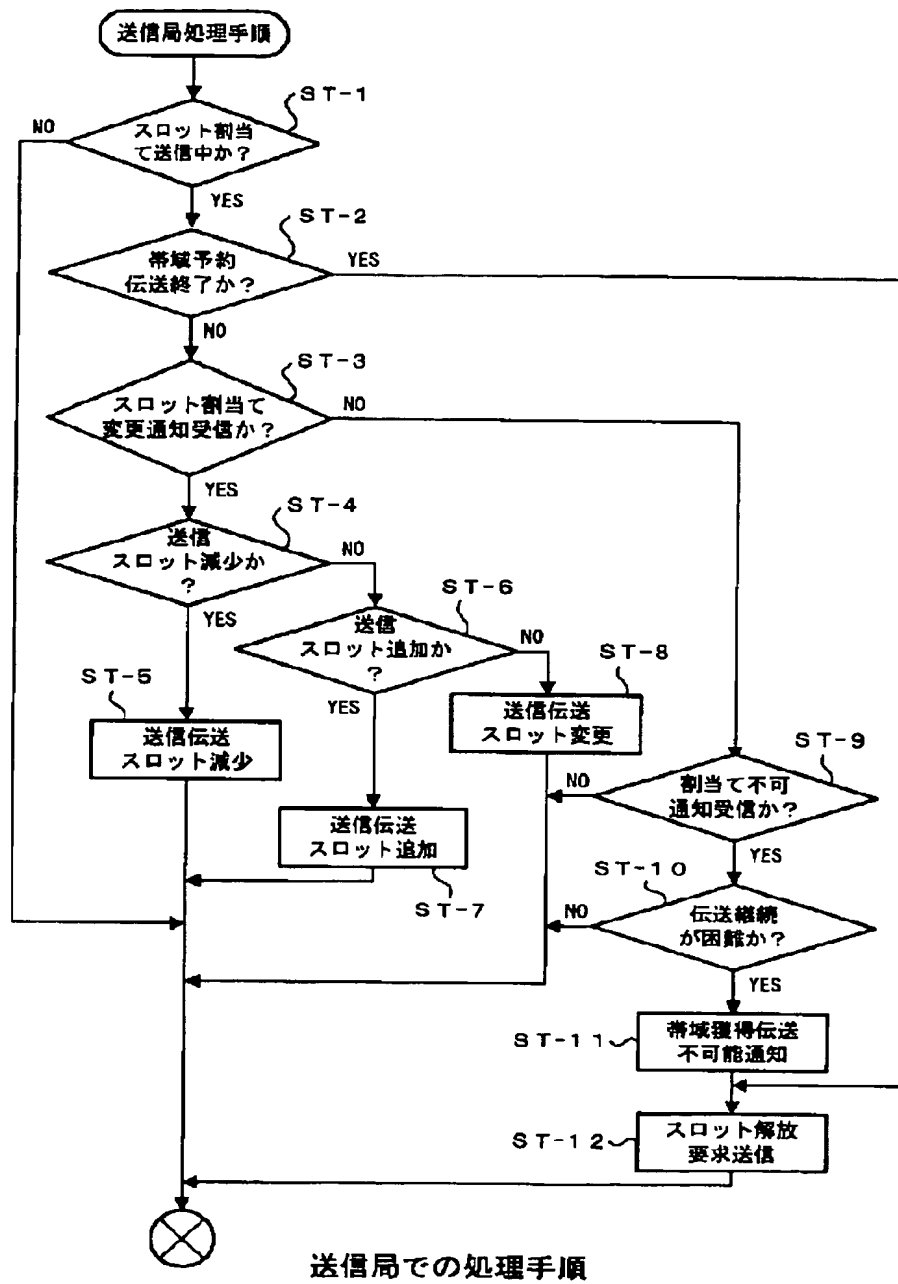 送信局処理手順
ST-1
スロット割当
て送信中か?
NO
YES
ST-2
帯域予約
伝送終了か?
YES
NO
ST-3
スロット割当て
変更通知受信か?
NO
YES
ST-4
送信
スロット減少か
?
NO
YES
ST-6
送信
スロット追加か
?
NO
YES
ST-5
送信伝送
スロット減少
ST-8
送信伝送
スロット変更
ST-9
割当て不可
通知受信か?
NO
YES
送信伝送
スロット追加
ST-7
ST-10
伝送継続
が困難か?
NO
YES
ST-11
帯域獲得伝送
不可能通知
ST-12
スロット解放
要求送信
送信局での処理手順